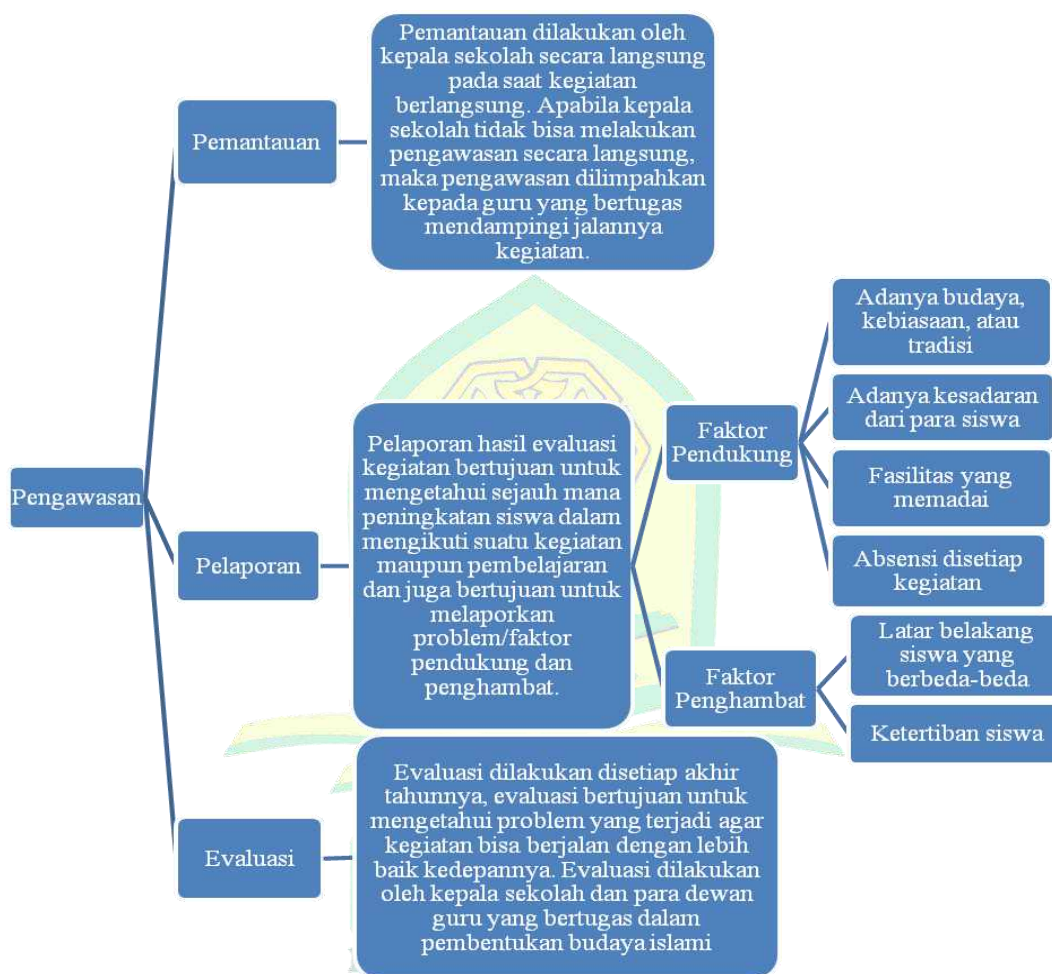 Pengawasan
Pemantauan
Pemantauan dilakukan oleh
kepala sekolah secara langsung
pada saat kegiatan
berlangsung. Apabila kepala
sekolah tidak bisa melakukan
pengawasan secara langsung,
maka pengawasan dilimpahkan
kepada guru yang bertugas
mendampingi jalannya
kegiatan.
Pelaporan
Pelaporan hasil evaluasi
kegiatan bertujuan untuk
mengetahui sejauh mana
peningkatan siswa dalam
mengikuti suatu kegiatan
maupun pembelajaran
dan juga bertujuan untuk
melaporkan
problem/faktor
pendukung dan
penghambat.
Faktor
Pendukung
Adanya budaya,
kebiasaan, atau
tradisi
Adanya kesadaran
dari para siswa
Fasilitas yang
memadai
Absensi disetiap
kegiatan
Faktor
Penghambat
Latar belakang
siswa yang
berbeda-beda
Ketertiban siswa
Evaluasi
Evaluasi dilakukan disetiap akhir
tahunnya, evaluasi bertujuan untuk
mengetahui problem yang terjadi agar
kegiatan bisa berjalan dengan lebih
baik kedepannya. Evaluasi dilakukan
oleh kepala sekolah dan para dewan
guru yang bertugas dalam
pembentukan budaya islami